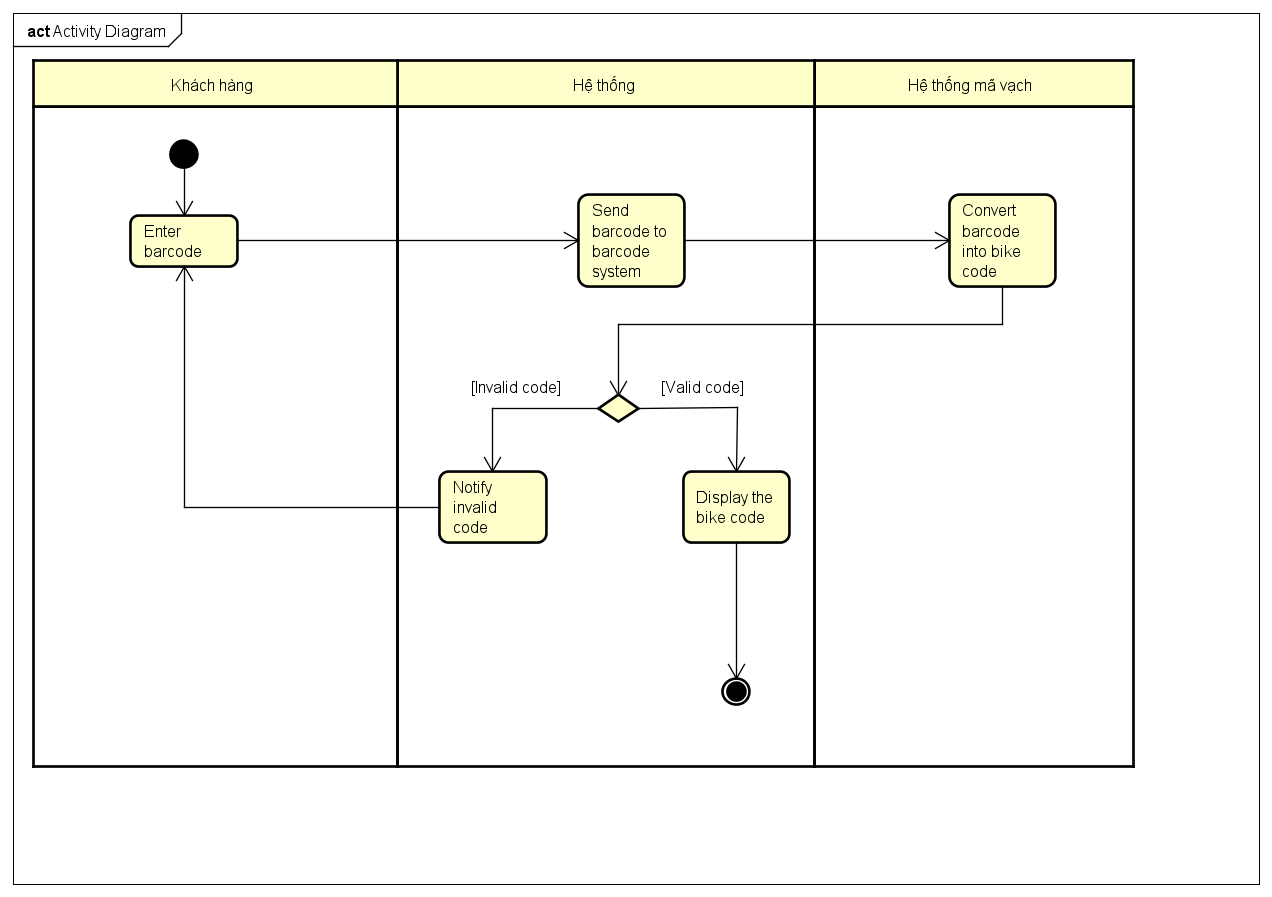 act Activity Diagram
Khách hàng
Hệ thống
Hệ thống mã vạch
Enter
barcode
Send
barcode to
barcode
system
Convert
barcode
into bike
code
[Invalid code]
[Valid code]
Notify
invalid
code
Display the
bike code